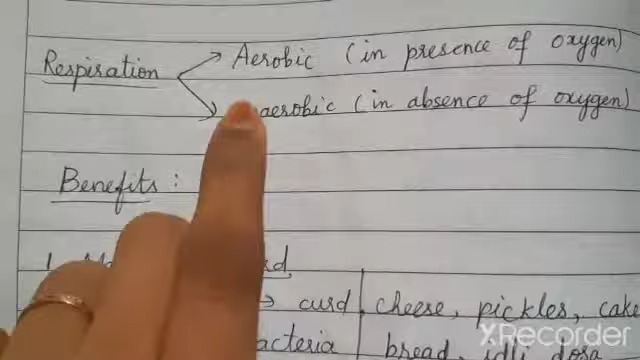 Respiration → Aerobic (in presence of oxygen)
→ aerobic (in absence of oxygen)
Benefits :
1.
→ curd, cheese, pickles, cake
bread, idli dosa
XRecorder